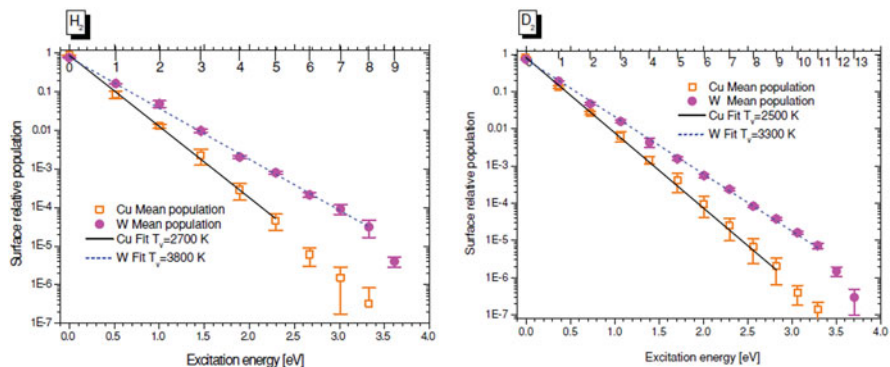 H₂
0 1 2 3 4 5 6 7 8 9
1
0.1
0.01
1E-3
1E-4
1E-5
1E-6
1E-7
Surface relative population
Cu Mean population
W Mean population
Cu Fit Tᵥ=2700 K
W Fit Tᵥ=3800 K
0.0 0.5 1.0 1.5 2.0 2.5 3.0 3.5 4.0
Excitation energy [eV]
D₂
1 2 3 4 5 6 7 8 9 10 11 12 13
1
0.1
0.01
1E-3
1E-4
1E-5
1E-6
1E-7
Surface relative population
Cu Mean population
W Mean population
Cu Fit Tᵥ=2500 K
W Fit Tᵥ=3300 K
0.0 0.5 1.0 1.5 2.0 2.5 3.0 3.5 4.0
Excitation energy [eV]